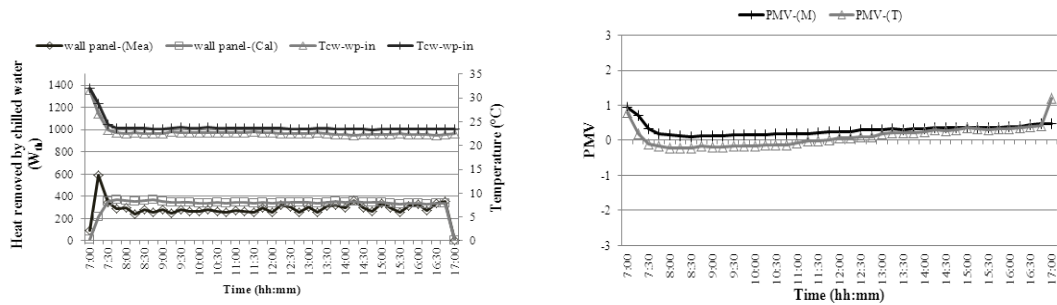 wall panel-(Mea) wall panel-(Cal) Tcw-wp-in Tcw-wp-in
Heat removed by chilled water
(Wth)
1400
1200
1000
800
600
400
200
0
35
30
25
20
15
10
5
0
Temperature (°C)
7:00 7:30 8:00 8:30 9:00 9:30 10:00 10:30 11:00 11:30 12:00 12:30 13:00 13:30 14:00 14:30 15:00 15:30 16:00 16:30 17:00
Time (hh:mm)
PMV-(M) PMV-(T)
PMV
3
2
1
0
-1
-2
-3
7:00 7:30 8:00 8:30 9:00 9:30 10:00 10:30 11:00 11:30 12:00 12:30 13:00 13:30 14:00 14:30 15:00 15:30 16:00 16:30 17:00
Time (hh:mm)